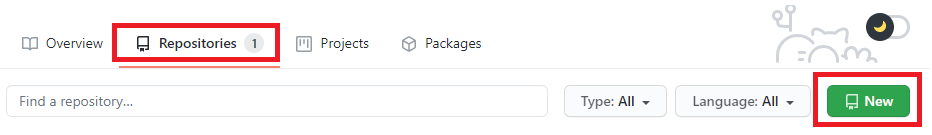 Overview Repositories 1 Projects Packages
Find a repository... Type: All Language: All New